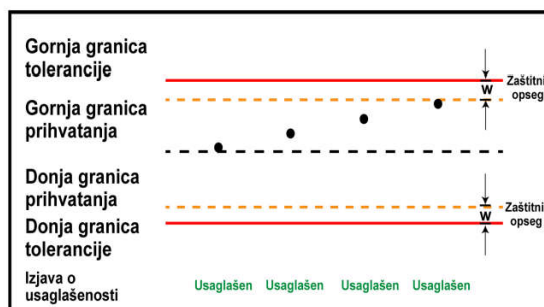 Gornja granica
tolerancije
W
Zaštitni
opseg
Gornja granica
prihvatanja
Donja granica
prihvatanja
W
Zaštitni
opseg
Donja granica
tolerancije
Izjava o
usaglašenosti
Usaglašen Usaglašen Usaglašen Usaglašen